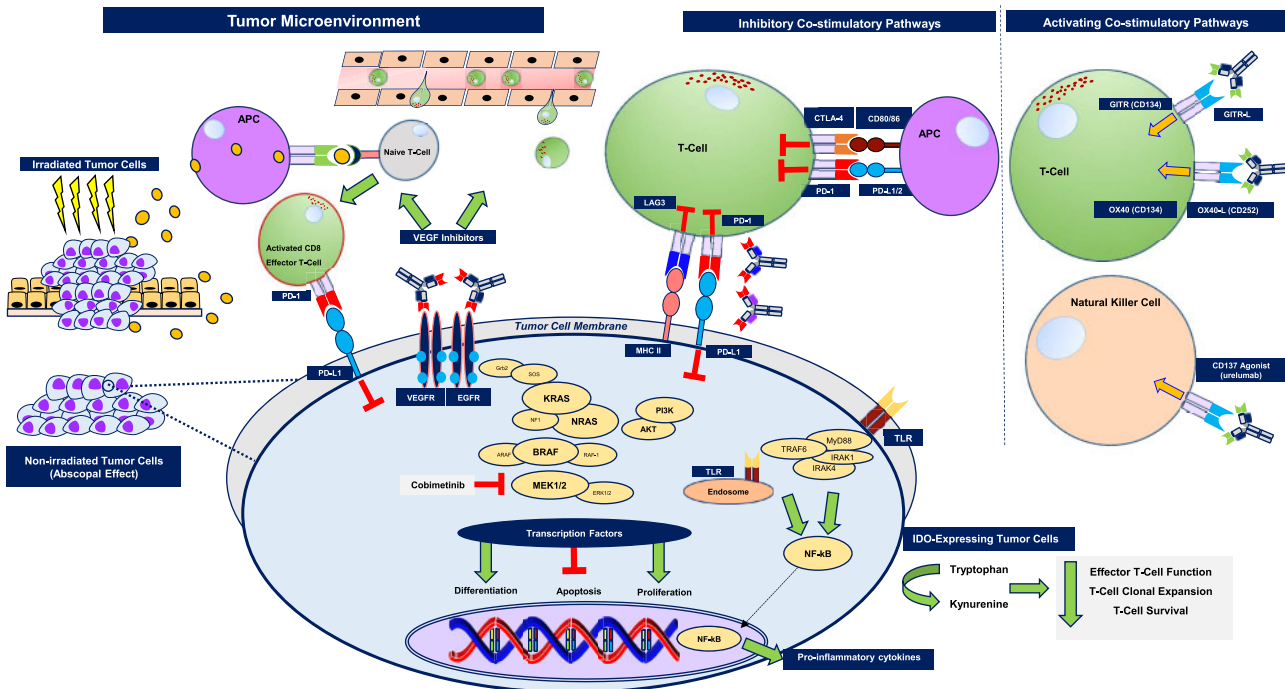 Tumor Microenvironment
Inhibitory Co-stimulatory Pathways
Activating Co-stimulatory Pathways
APC
Naive T-Cell
Irradiated Tumor Cells
VEGF Inhibitors
Activated CD8
Effector T-Cell
PD-1
PD-L1
Non-irradiated Tumor Cells
(Abscopal Effect)
T-Cell
CTLA-4
CD80/86
APC
PD-1
PD-L1/2
LAG3
PD-1
MHC II
PD-L1
GITR (CD134)
GITR-L
T-Cell
OX40 (CD134)
OX40-L (CD252)
Natural Killer Cell
CD137 Agonist
(urelumab)
Tumor Cell Membrane
VEGFR
EGFR
Grb2
SOS
KRAS
NF1
NRAS
PI3K
AKT
ARAF
BRAF
RAF-1
Cobimetinib
MEK1/2
ERK1/2
TLR
MyD88
TRAF6
IRAK1
IRAK4
TLR
Endosome
NF-kB
Transcription Factors
Differentiation
Apoptosis
Proliferation
NF-kB
Pro-inflammatory cytokines
IDO-Expressing Tumor Cells
Tryptophan
Kynurenine
Effector T-Cell Function
T-Cell Clonal Expansion
T-Cell Survival